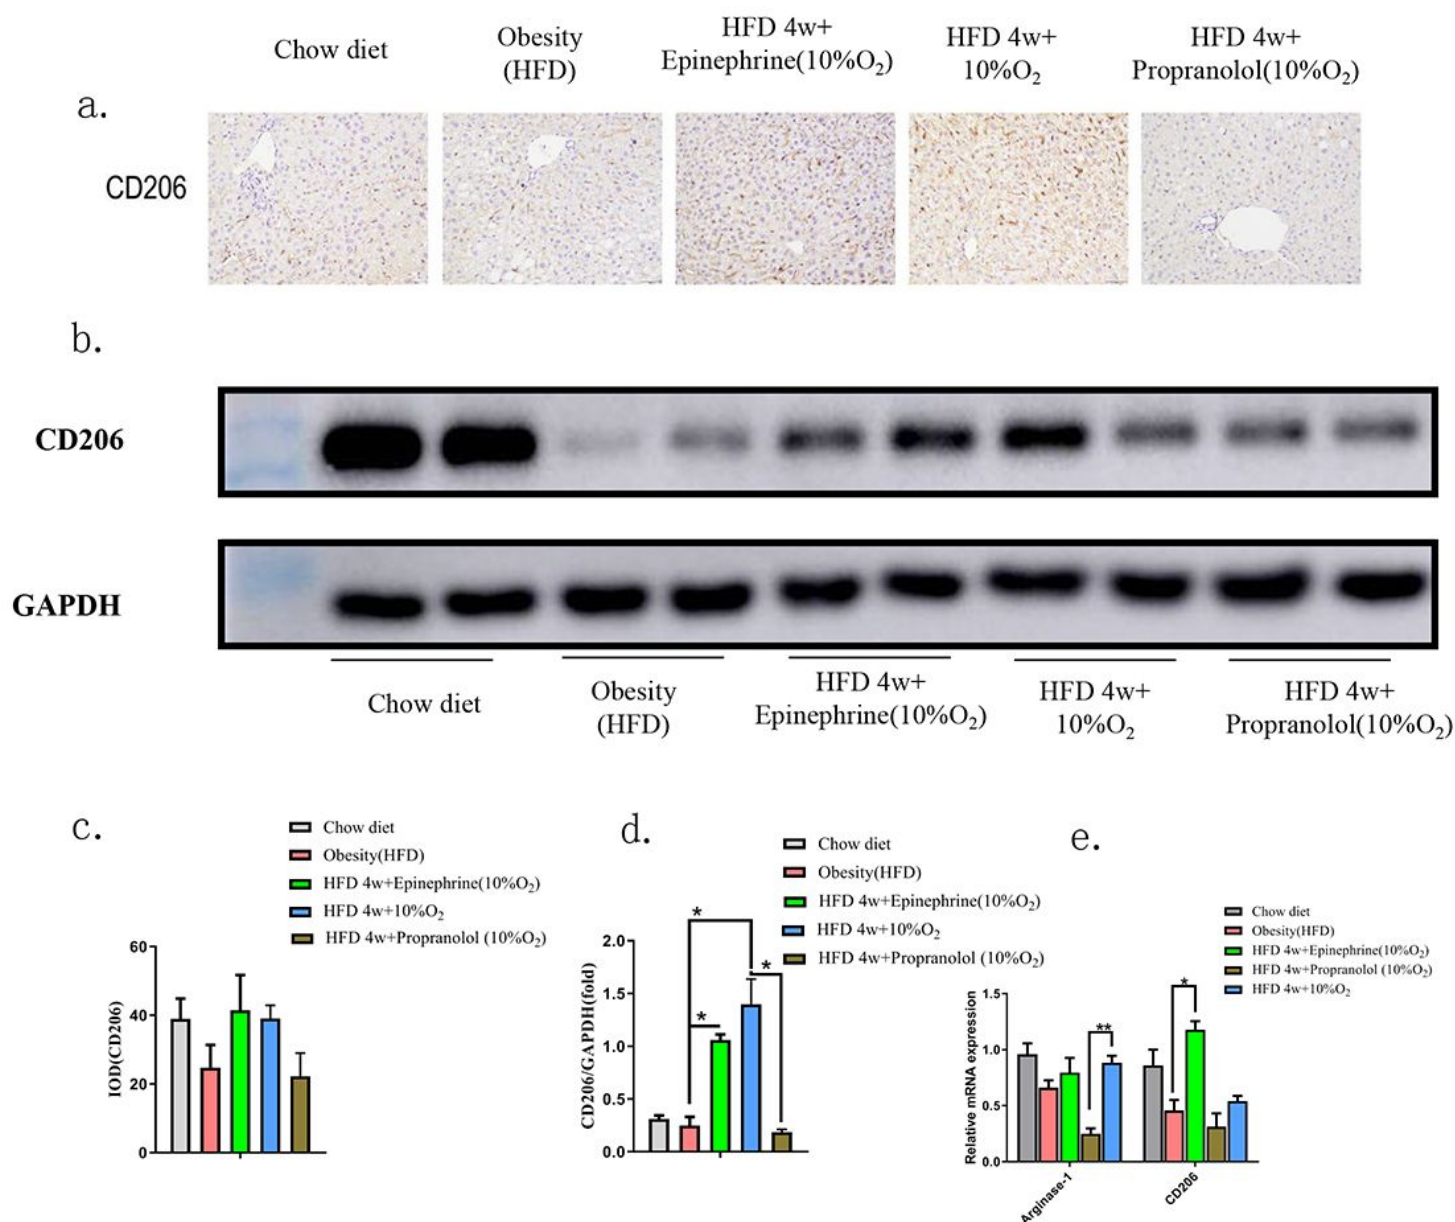 Chow diet
Obesity
(HFD)
HFD 4w+
Epinephrine(10%O₂)
HFD 4w+
10%O₂
HFD 4w+
Propranolol(10%O₂)
a.
CD206
b.
CD206
GAPDH
Chow diet
Obesity
(HFD)
HFD 4w+
Epinephrine(10%O₂)
HFD 4w+
10%O₂
HFD 4w+
Propranolol(10%O₂)
c.
Chow diet
Obesity(HFD)
HFD 4w+Epinephrine(10%O₂)
HFD 4w+10%O₂
HFD 4w+Propranolol (10%O₂)
IOD(CD206)
60
40
20
0
d.
Chow diet
Obesity(HFD)
HFD 4w+Epinephrine(10%O₂)
HFD 4w+10%O₂
HFD 4w+Propranolol (10%O₂)
CD206/GAPDH(fold)
2.0
1.5
1.0
0.5
0.0
*
*
*
e.
Chow diet
Obesity(HFD)
HFD 4w+Epinephrine(10%O₂)
HFD 4w+Propranolol (10%O₂)
HFD 4w+10%O₂
Relative mRNA expression
1.5
1.0
0.5
0.0
**
*
Arginase-1
CD206